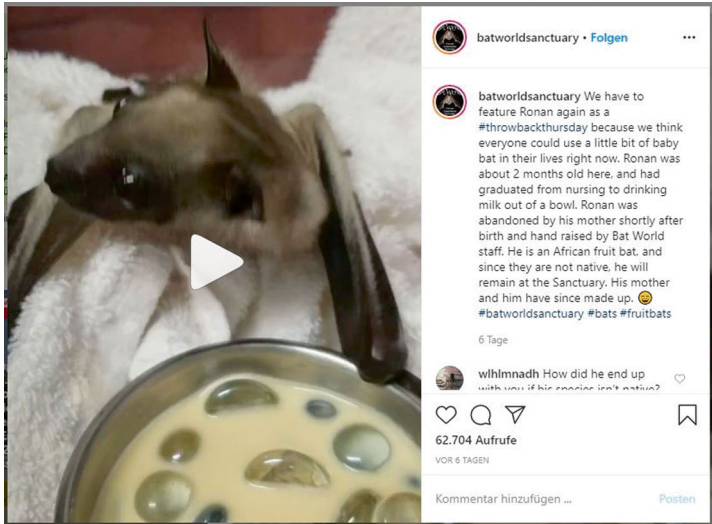 batworldsanctuary • Folgen
batworldsanctuary We have to
feature Ronan again as a
#throwbackthursday because we think
everyone could use a little bit of baby
bat in their lives right now. Ronan was
about 2 months old here, and had
graduated from nursing to drinking
milk out of a bowl. Ronan was
abandoned by his mother shortly after
birth and hand raised by Bat World
staff. He is an African fruit bat, and
since they are not native, he will
remain at the Sanctuary. His mother
and him have since made up. 😄
#batworldsanctuary #bats #fruitbats
6 Tage
wlhlmnadh How did he end up
with you if his species isn't native?
62.704 Aufrufe
VOR 6 TAGEN
Kommentar hinzufügen ...
Posten